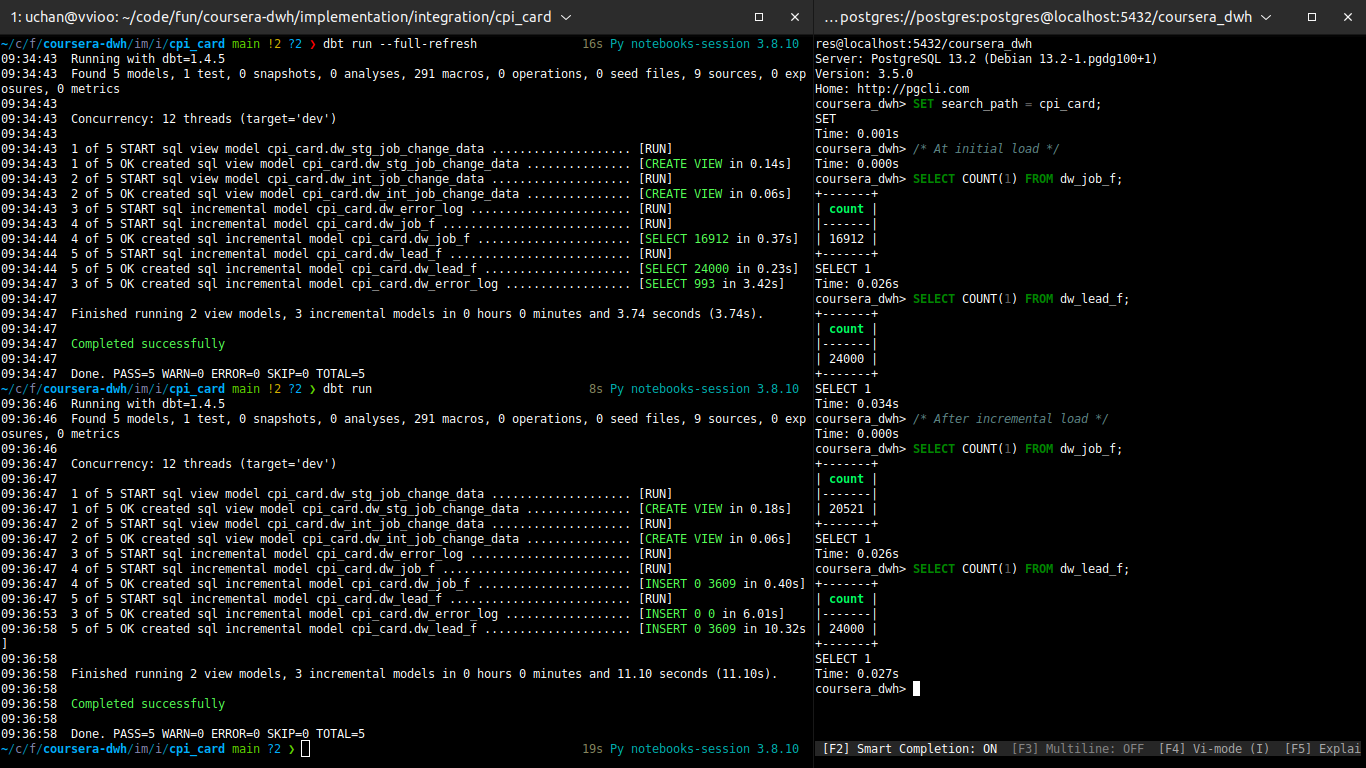 1: uchan@vvioo: ~/code/fun/coursera-dwh/implementation/integration/cpi_card
~/c/f/coursera-dwh/im/i/cpi_card main !2 ?2 ❯ dbt run --full-refresh 16s Py notebooks-session 3.8.10
09:34:43  Running with dbt=1.4.5
09:34:43  Found 5 models, 1 test, 0 snapshots, 0 analyses, 291 macros, 0 operations, 0 seed files, 9 sources, 0 exp
osures, 0 metrics
09:34:43
09:34:43  Concurrency: 12 threads (target='dev')
09:34:43
09:34:43  1 of 5 START sql view model cpi_card.dw_stg_job_change_data .................... [RUN]
09:34:43  1 of 5 OK created sql view model cpi_card.dw_stg_job_change_data ............... [CREATE VIEW in 0.14s]
09:34:43  2 of 5 START sql view model cpi_card.dw_int_job_change_data .................... [RUN]
09:34:43  2 of 5 OK created sql view model cpi_card.dw_int_job_change_data ............... [CREATE VIEW in 0.06s]
09:34:43  3 of 5 START sql incremental model cpi_card.dw_error_log ....................... [RUN]
09:34:43  4 of 5 START sql incremental model cpi_card.dw_job_f ........................... [RUN]
09:34:44  4 of 5 OK created sql incremental model cpi_card.dw_job_f ...................... [SELECT 16912 in 0.37s]
09:34:44  5 of 5 START sql incremental model cpi_card.dw_lead_f .......................... [RUN]
09:34:44  5 of 5 OK created sql incremental model cpi_card.dw_lead_f ..................... [SELECT 24000 in 0.23s]
09:34:47  3 of 5 OK created sql incremental model cpi_card.dw_error_log .................. [SELECT 993 in 3.42s]
09:34:47
09:34:47  Finished running 2 view models, 3 incremental models in 0 hours 0 minutes and 3.74 seconds (3.74s).
09:34:47
09:34:47  Completed successfully
09:34:47
09:34:47  Done. PASS=5 WARN=0 ERROR=0 SKIP=0 TOTAL=5
~/c/f/coursera-dwh/im/i/cpi_card main !2 ?2 ❯ dbt run 8s Py notebooks-session 3.8.10
09:36:46  Running with dbt=1.4.5
09:36:46  Found 5 models, 1 test, 0 snapshots, 0 analyses, 291 macros, 0 operations, 0 seed files, 9 sources, 0 exp
osures, 0 metrics
09:36:46
09:36:47  Concurrency: 12 threads (target='dev')
09:36:47
09:36:47  1 of 5 START sql view model cpi_card.dw_stg_job_change_data .................... [RUN]
09:36:47  1 of 5 OK created sql view model cpi_card.dw_stg_job_change_data ............... [CREATE VIEW in 0.18s]
09:36:47  2 of 5 START sql view model cpi_card.dw_int_job_change_data .................... [RUN]
09:36:47  2 of 5 OK created sql view model cpi_card.dw_int_job_change_data ............... [CREATE VIEW in 0.06s]
09:36:47  3 of 5 START sql incremental model cpi_card.dw_error_log ....................... [RUN]
09:36:47  4 of 5 START sql incremental model cpi_card.dw_job_f ........................... [RUN]
09:36:47  4 of 5 OK created sql incremental model cpi_card.dw_job_f ...................... [INSERT 0 3609 in 0.40s]
09:36:47  5 of 5 START sql incremental model cpi_card.dw_lead_f .......................... [RUN]
09:36:53  3 of 5 OK created sql incremental model cpi_card.dw_error_log .................. [INSERT 0 0 in 6.01s]
09:36:58  5 of 5 OK created sql incremental model cpi_card.dw_lead_f ..................... [INSERT 0 3609 in 10.32s
]
09:36:58
09:36:58  Finished running 2 view models, 3 incremental models in 0 hours 0 minutes and 11.10 seconds (11.10s).
09:36:58
09:36:58  Completed successfully
09:36:58
09:36:58  Done. PASS=5 WARN=0 ERROR=0 SKIP=0 TOTAL=5
~/c/f/coursera-dwh/im/i/cpi_card main ?2 ❯ 19s Py notebooks-session 3.8.10
…postgres://postgres:postgres@localhost:5432/coursera_dwh
res@localhost:5432/coursera_dwh
Server: PostgreSQL 13.2 (Debian 13.2-1.pgdg100+1)
Version: 3.5.0
Home: http://pgcli.com
coursera_dwh> SET search_path = cpi_card;
SET
Time: 0.001s
coursera_dwh> /* At initial load */
Time: 0.000s
coursera_dwh> SELECT COUNT(1) FROM dw_job_f;
+-------+
| count |
|-------|
| 16912 |
+-------+
SELECT 1
Time: 0.026s
coursera_dwh> SELECT COUNT(1) FROM dw_lead_f;
+-------+
| count |
|-------|
| 24000 |
+-------+
SELECT 1
Time: 0.034s
coursera_dwh> /* After incremental load */
Time: 0.000s
coursera_dwh> SELECT COUNT(1) FROM dw_job_f;
+-------+
| count |
|-------|
| 20521 |
+-------+
SELECT 1
Time: 0.026s
coursera_dwh> SELECT COUNT(1) FROM dw_lead_f;
+-------+
| count |
|-------|
| 24000 |
+-------+
SELECT 1
Time: 0.027s
coursera_dwh>
[F2] Smart Completion: ON  [F3] Multiline: OFF  [F4] Vi-mode (I)  [F5] Explai